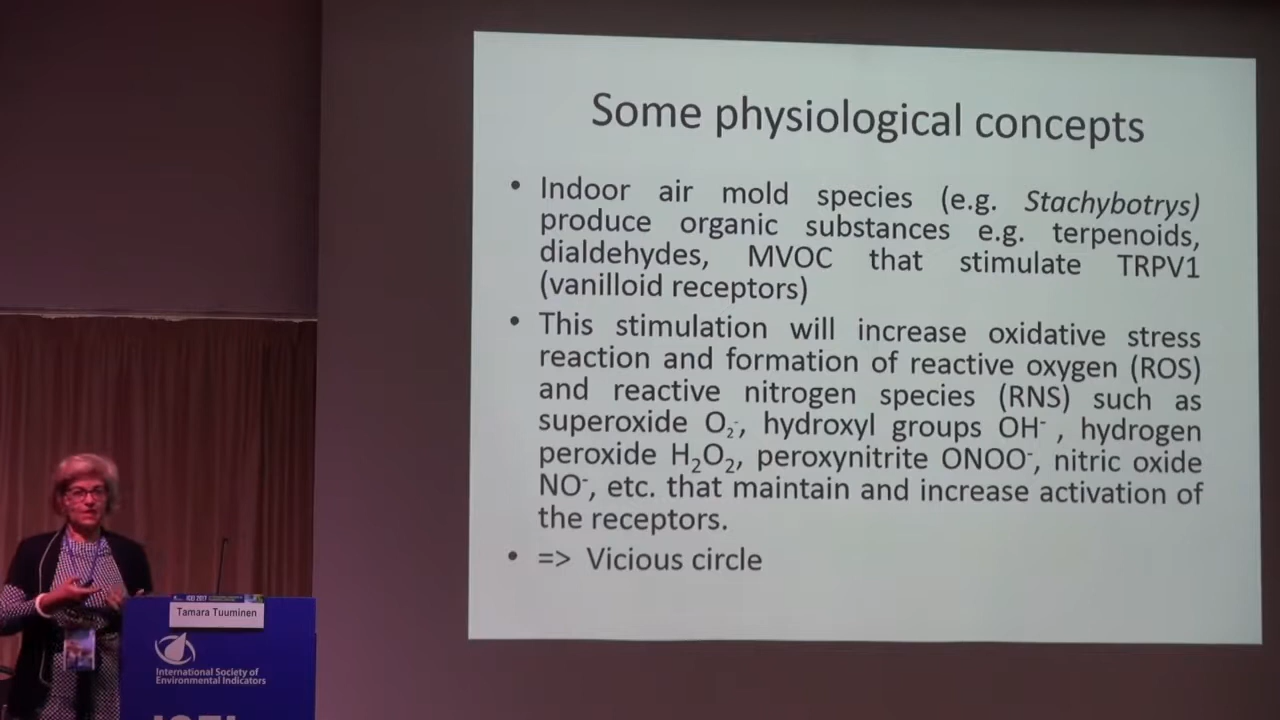 Some physiological concepts
• Indoor air mold species (e.g. Stachybotrys)
produce organic substances e.g. terpenoids,
dialdehydes, MVOC that stimulate TRPV1
(vanilloid receptors)
• This stimulation will increase oxidative stress
reaction and formation of reactive oxygen (ROS)
and reactive nitrogen species (RNS) such as
superoxide O₂⁻, hydroxyl groups OH⁻ , hydrogen
peroxide H₂O₂, peroxynitrite ONOO⁻, nitric oxide
NO⁻, etc. that maintain and increase activation of
the receptors.
• => Vicious circle
ICEI 2017
Tamara Tuuminen
International Society of
Environmental Indicators